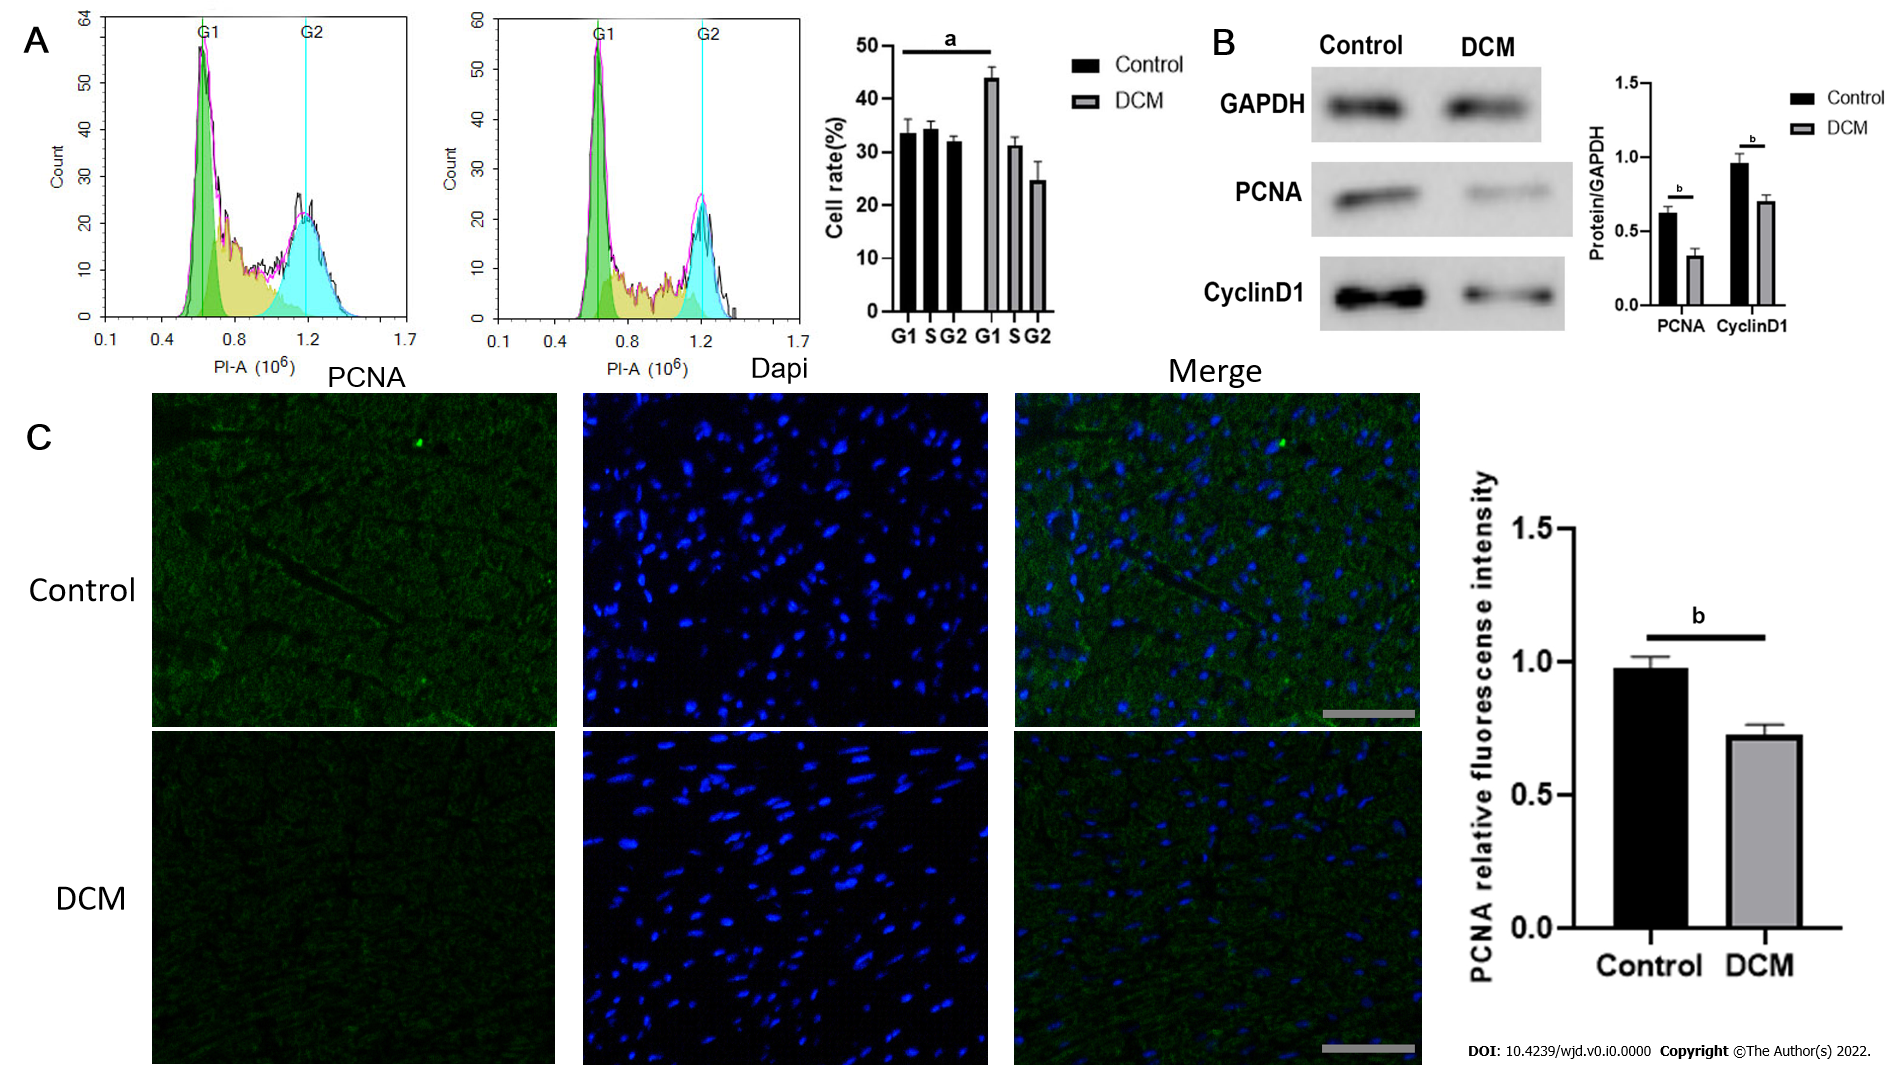 A
64
50
40
30
20
10
0
Count
G1
G2
0.1
0.4
0.8
1.2
1.7
PI-A (10⁶)
60
50
40
30
20
10
0
Count
G1
G2
0.1
0.4
0.8
1.2
1.7
PI-A (10⁶)
50
40
30
20
10
0
Cell rate(%)
a
G1 S G2 G1 S G2
Control
DCM
B
Control DCM
GAPDH
PCNA
CyclinD1
1.5
1.0
0.5
0.0
Protein/GAPDH
b
b
PCNA CyclinD1
Control
DCM
C
PCNA
Dapi
Merge
Control
DCM
PCNA relative fluorescense intensity
1.5
1.0
0.5
0.0
b
Control DCM
DOI: 10.4239/wjd.v0.i0.0000 Copyright ©The Author(s) 2022.